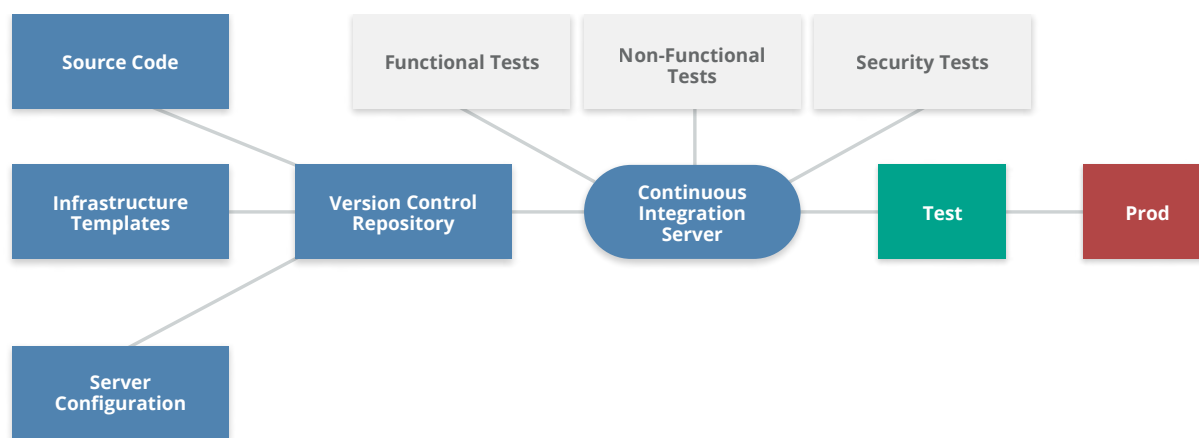 Source Code
Functional Tests
Non-Functional
Tests
Security Tests
Infrastructure
Templates
Version Control
Repository
Continuous
Integration
Server
Test
Prod
Server
Configuration